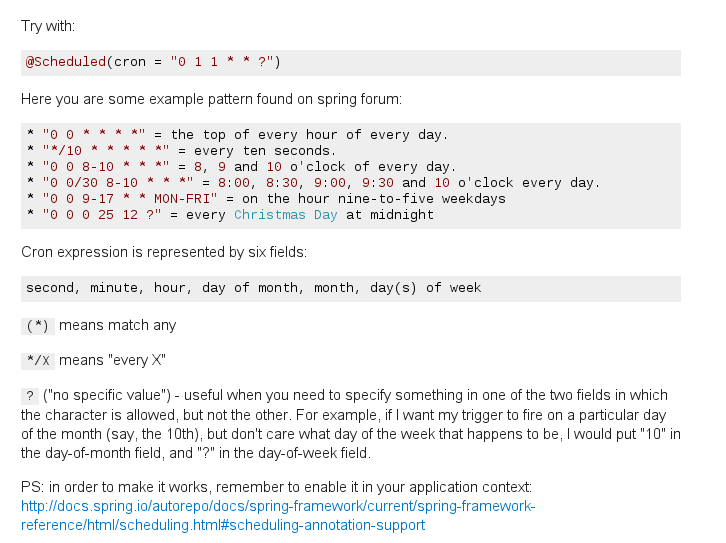 Try with:
@Scheduled(cron = "0 1 1 * * ?")
Here you are some example pattern found on spring forum:
* "0 0 * * * *" = the top of every hour of every day.
* "*/10 * * * * *" = every ten seconds.
* "0 0 8-10 * * *" = 8, 9 and 10 o'clock of every day.
* "0 0/30 8-10 * * *" = 8:00, 8:30, 9:00, 9:30 and 10 o'clock every day.
* "0 0 9-17 * * MON-FRI" = on the hour nine-to-five weekdays
* "0 0 0 25 12 ?" = every Christmas Day at midnight
Cron expression is represented by six fields:
second, minute, hour, day of month, month, day(s) of week
(*) means match any
*/X means "every X"
? ("no specific value") - useful when you need to specify something in one of the two fields in which
the character is allowed, but not the other. For example, if I want my trigger to fire on a particular day
of the month (say, the 10th), but don't care what day of the week that happens to be, I would put "10" in
the day-of-month field, and "?" in the day-of-week field.
PS: in order to make it works, remember to enable it in your application context:
http://docs.spring.io/autorepo/docs/spring-framework/current/spring-framework-
reference/html/scheduling.html#scheduling-annotation-support